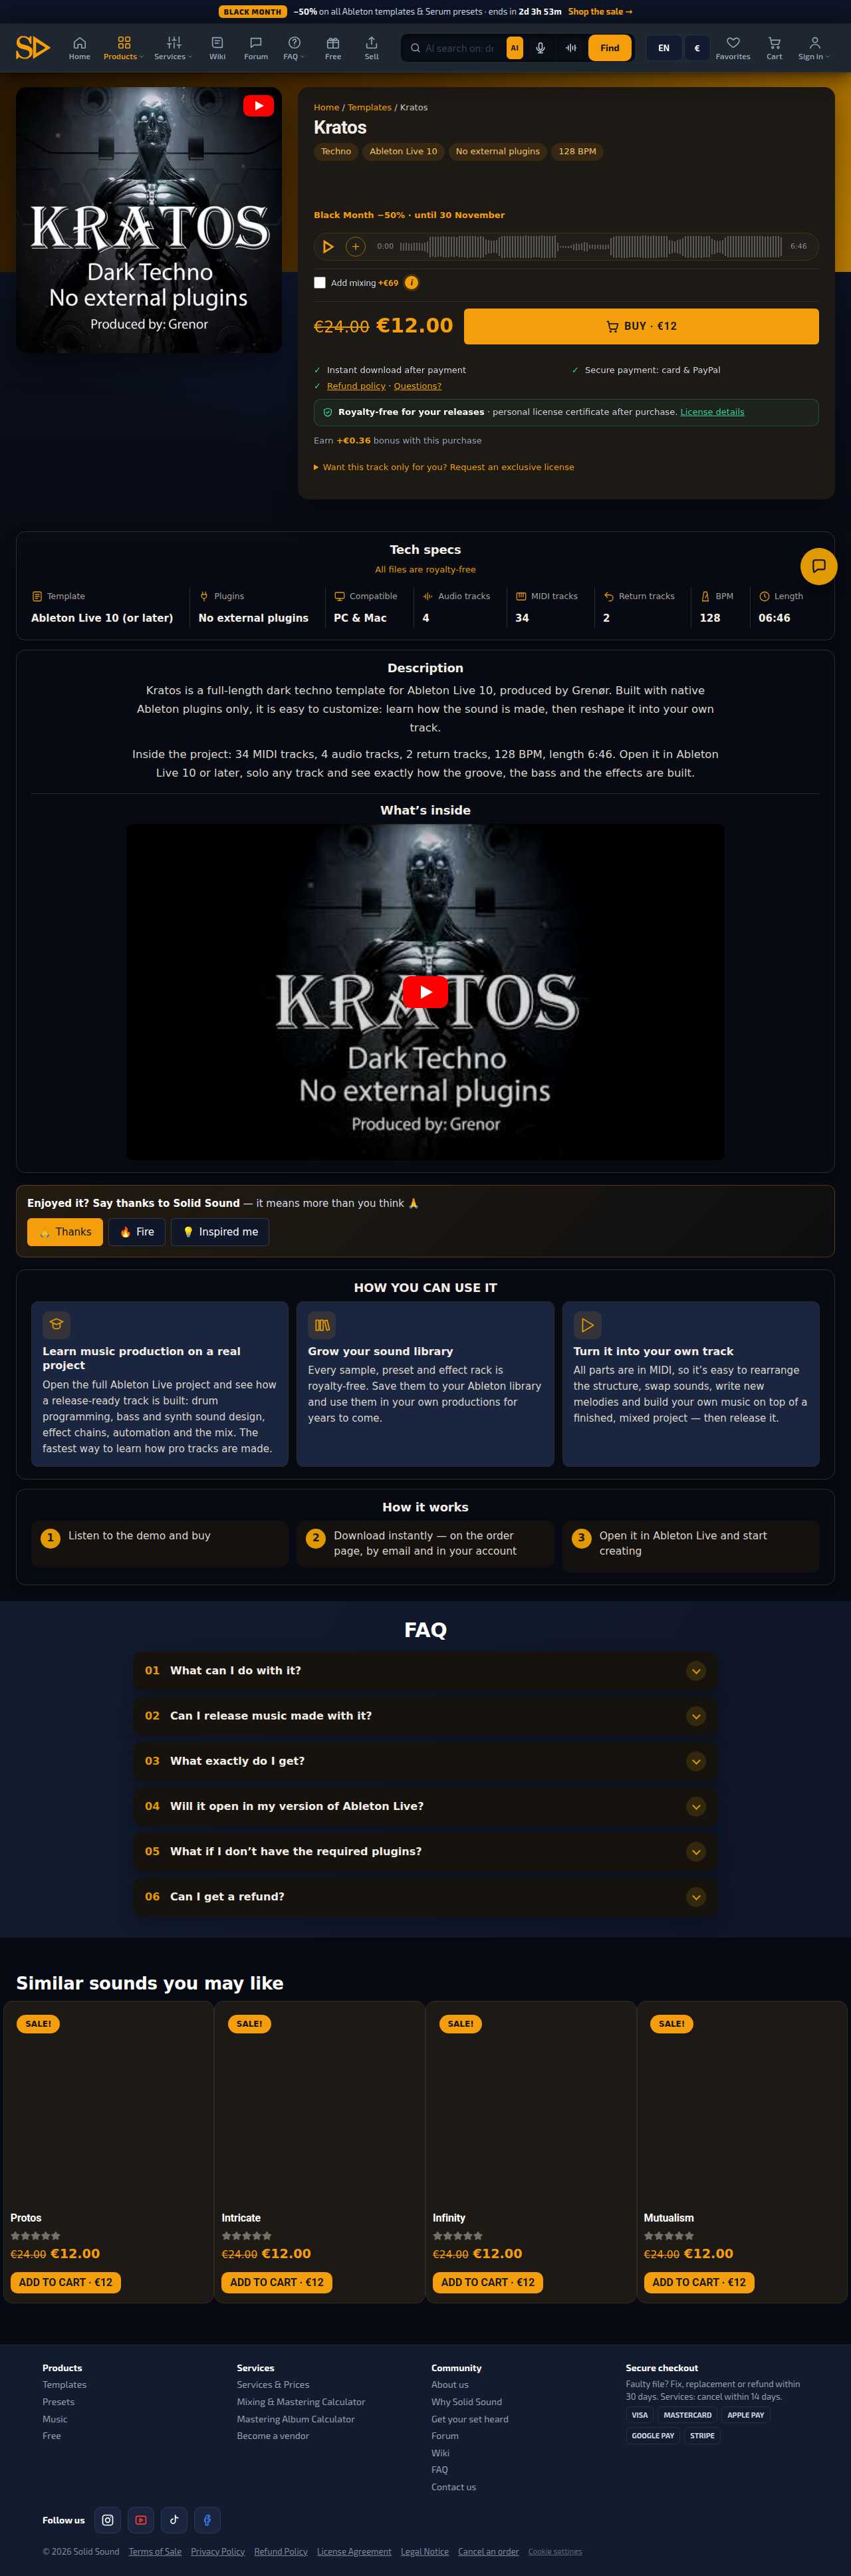 BLACK MONTH −50% on all Ableton templates & Serum presets · ends in 2d 3h 53m Shop the sale →
Home
Products
Services
Wiki
Forum
FAQ
Free
Sell
AI search on: de
AI
Find
EN
€
Favorites
Cart
Sign in
KRATOS
Dark Techno
No external plugins
Produced by: Grenor
Home / Templates / Kratos
Kratos
Techno
Ableton Live 10
No external plugins
128 BPM
Black Month −50% · until 30 November
0:00
6:46
Add mixing +€69 i
€24.00 €12.00
BUY · €12
✓ Instant download after payment
✓ Secure payment: card & PayPal
✓ Refund policy · Questions?
Royalty-free for your releases · personal license certificate after purchase. License details
Earn +€0.36 bonus with this purchase
Want this track only for you? Request an exclusive license
Tech specs
All files are royalty-free
Template
Ableton Live 10 (or later)
Plugins
No external plugins
Compatible
PC & Mac
Audio tracks
4
MIDI tracks
34
Return tracks
2
BPM
128
Length
06:46
Description
Kratos is a full-length dark techno template for Ableton Live 10, produced by Grenør. Built with native
Ableton plugins only, it is easy to customize: learn how the sound is made, then reshape it into your own
track.
Inside the project: 34 MIDI tracks, 4 audio tracks, 2 return tracks, 128 BPM, length 6:46. Open it in Ableton
Live 10 or later, solo any track and see exactly how the groove, the bass and the effects are built.
What’s inside
KRATOS
Dark Techno
No external plugins
Produced by: Grenor
Enjoyed it? Say thanks to Solid Sound — it means more than you think 🙏
🙏 Thanks
🔥 Fire
💡 Inspired me
HOW YOU CAN USE IT
Learn music production on a real
project
Open the full Ableton Live project and see how
a release-ready track is built: drum
programming, bass and synth sound design,
effect chains, automation and the mix. The
fastest way to learn how pro tracks are made.
Grow your sound library
Every sample, preset and effect rack is
royalty-free. Save them to your Ableton library
and use them in your own productions for
years to come.
Turn it into your own track
All parts are in MIDI, so it’s easy to rearrange
the structure, swap sounds, write new
melodies and build your own music on top of a
finished, mixed project — then release it.
How it works
1 Listen to the demo and buy
2 Download instantly — on the order
page, by email and in your account
3 Open it in Ableton Live and start
creating
FAQ
01 What can I do with it?
02 Can I release music made with it?
03 What exactly do I get?
04 Will it open in my version of Ableton Live?
05 What if I don’t have the required plugins?
06 Can I get a refund?
Similar sounds you may like
SALE!
Protos
€24.00 €12.00
ADD TO CART · €12
SALE!
Intricate
€24.00 €12.00
ADD TO CART · €12
SALE!
Infinity
€24.00 €12.00
ADD TO CART · €12
SALE!
Mutualism
€24.00 €12.00
ADD TO CART · €12
Products
Templates
Presets
Music
Free
Services
Services & Prices
Mixing & Mastering Calculator
Mastering Album Calculator
Become a vendor
Community
About us
Why Solid Sound
Get your set heard
Forum
Wiki
FAQ
Contact us
Secure checkout
Faulty file? Fix, replacement or refund within
30 days. Services: cancel within 14 days.
VISA
MASTERCARD
APPLE PAY
GOOGLE PAY
STRIPE
Follow us
© 2026 Solid Sound Terms of Sale Privacy Policy Refund Policy License Agreement Legal Notice Cancel an order Cookie settings